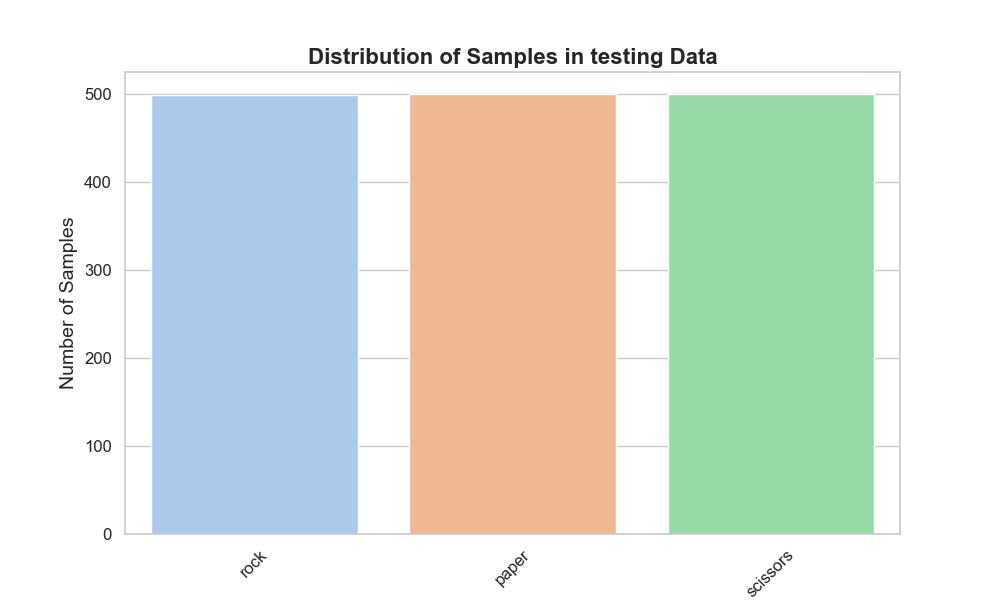 Distribution of Samples in testing Data
Number of Samples
500
400
300
200
100
0
rock
paper
scissors